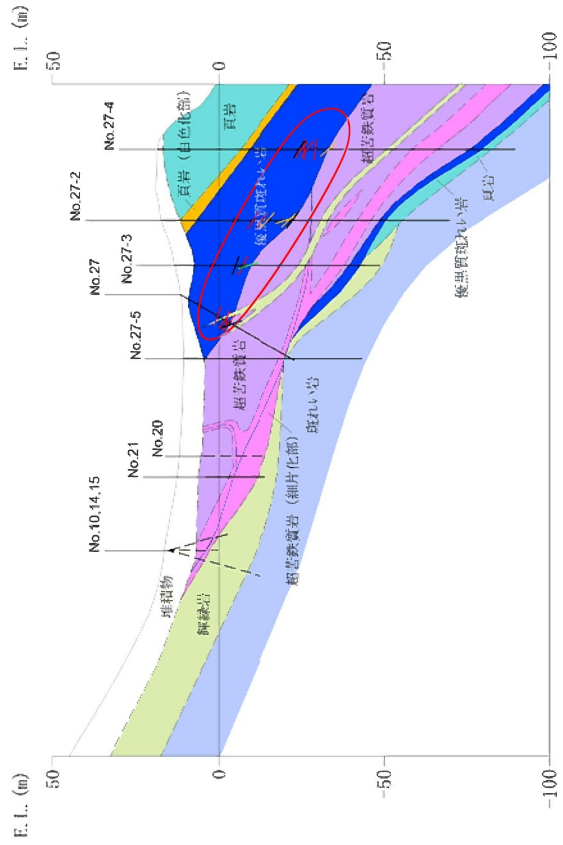 E. L. (m)
50
0
-50
-100
No.27-4
No.27-2
No.27-3
No.27
No.27-5
No.20
No.21
No.10,14,15
頁岩
頁岩（白色化部）
優黒質斑れい岩
超苦鉄質岩
頁岩
優黒質斑れい岩
超苦鉄質岩
斑れい岩
超苦鉄質岩（細片化部）
堆積物
輝緑岩
E. L. (m)
50
0
-50
-100